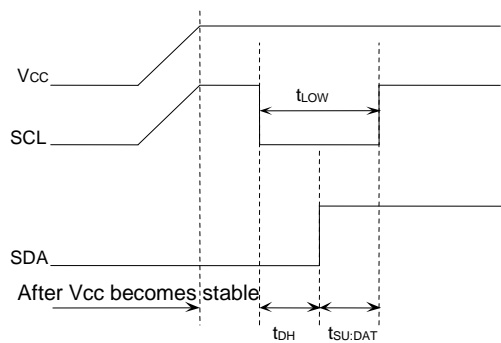 Vcc
tLOW
SCL
SDA
After Vcc becomes stable
tDH
tSU:DAT